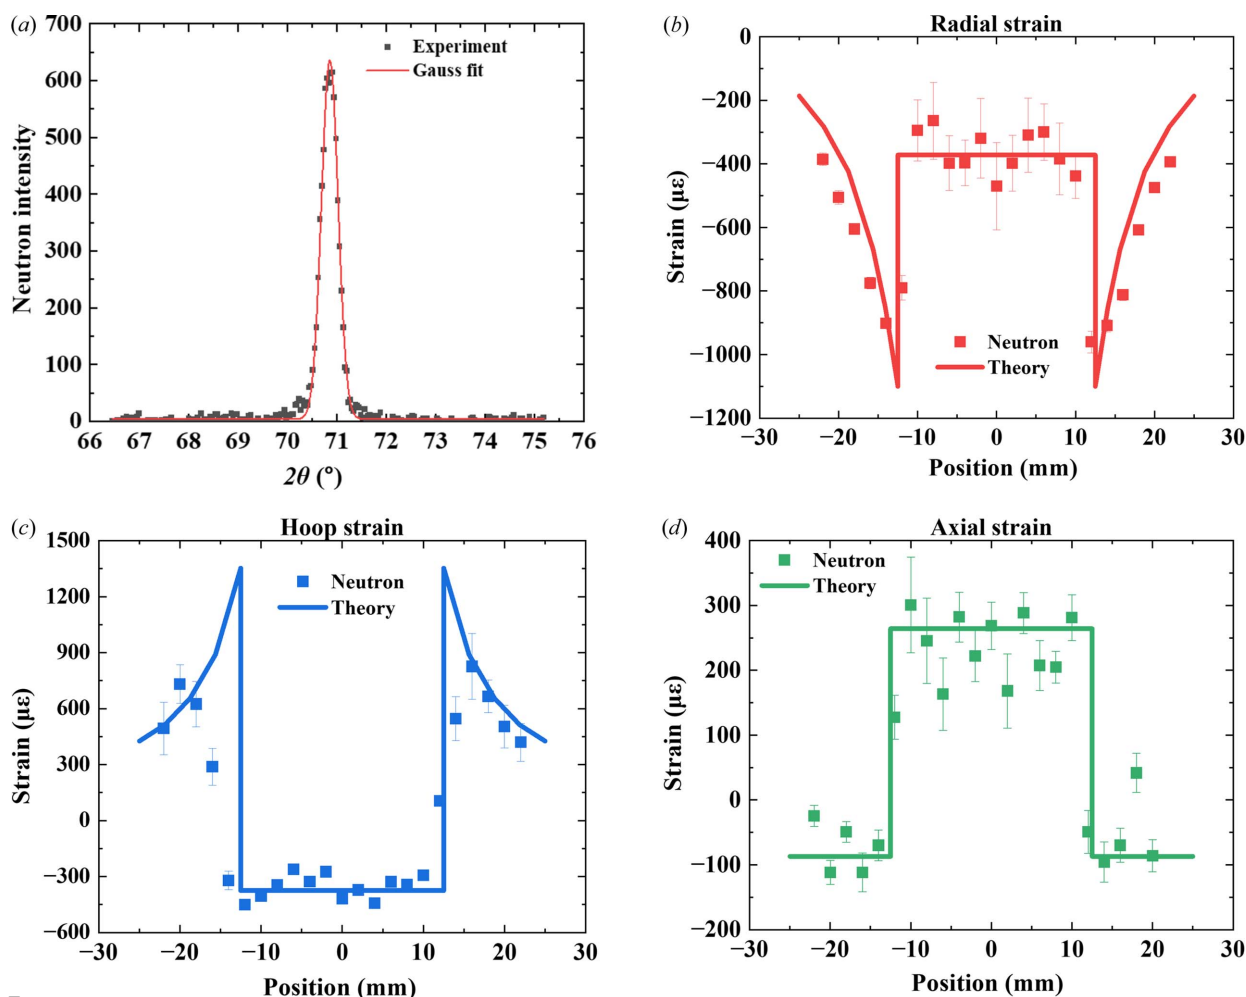 (a)
700
600
500
400
300
200
100
0
Neutron intensity
Experiment
Gauss fit
66 67 68 69 70 71 72 73 74 75 76
2θ (°)
(b)
Radial strain
0
−200
−400
−600
−800
−1000
−1200
Strain (µε)
Neutron
Theory
−30 −20 −10 0 10 20 30
Position (mm)
(c)
Hoop strain
1500
1200
900
600
300
0
−300
−600
Strain (µε)
Neutron
Theory
−30 −20 −10 0 10 20 30
Position (mm)
(d)
Axial strain
400
300
200
100
0
−100
−200
Strain (µε)
Neutron
Theory
−30 −20 −10 0 10 20 30
Position (mm)